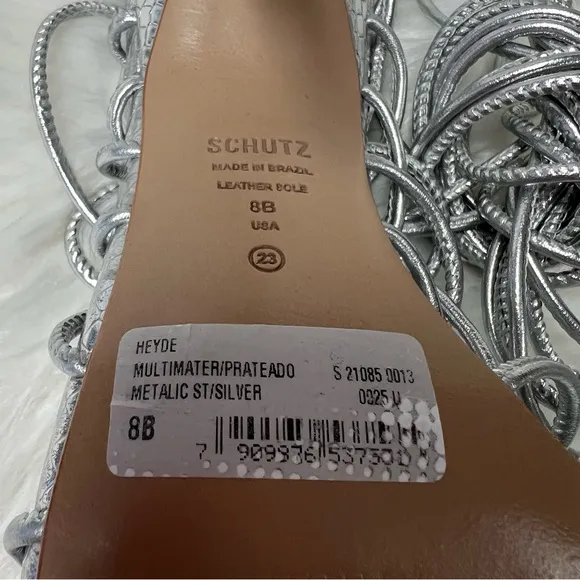 SCHUTZ
MADE IN BRAZIL
LEATHER SOLE
8B
USA
23
HEYDE
MULTIMATER/PRATEADO S 21085 0013
METALIC ST/SILVER 0025 U
8B
7 909376 537301